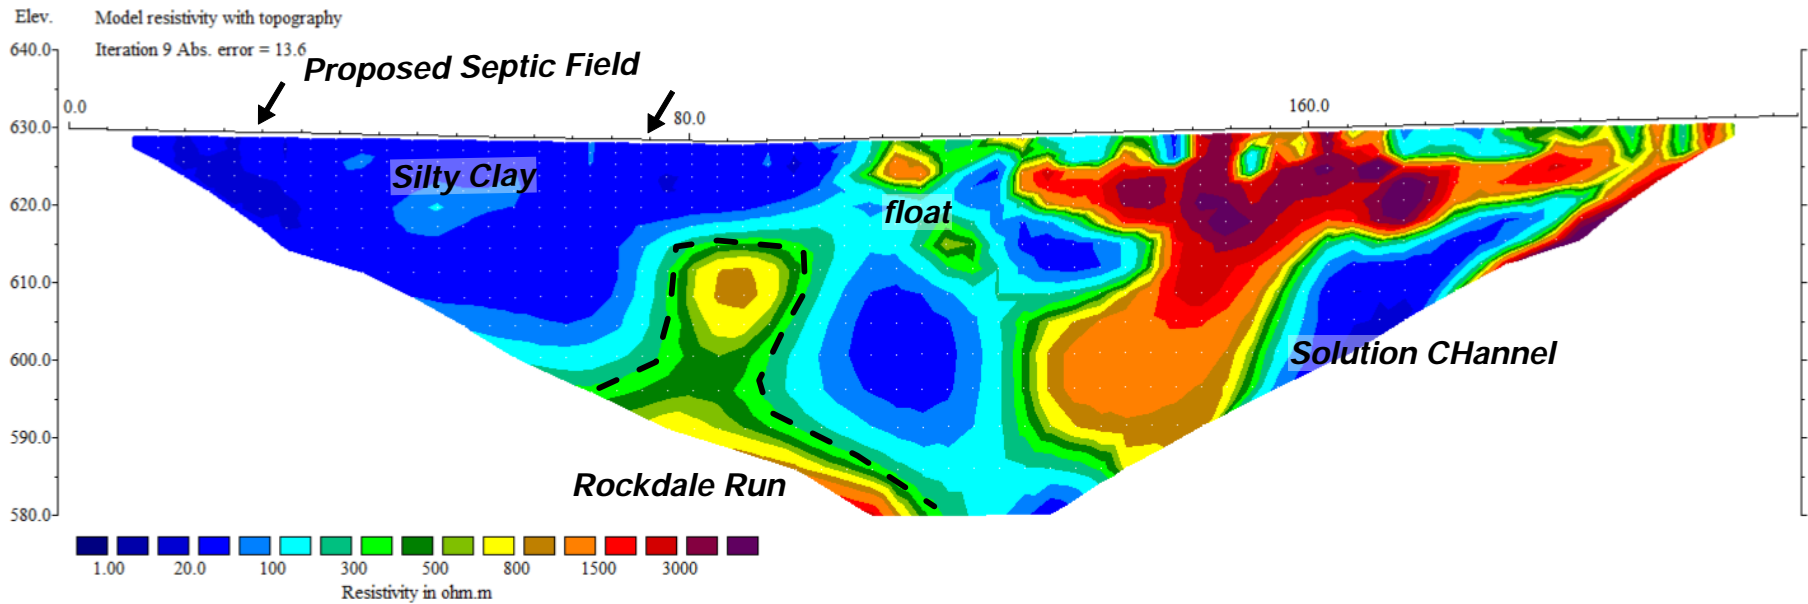 Elev. Model resistivity with topography
640.0 Iteration 9 Abs. error = 13.6
Proposed Septic Field
0.0 80.0 160.0
630.0
Silty Clay
620.0
float
610.0
600.0
Solution CHannel
590.0
Rockdale Run
580.0
1.00 20.0 100 300 500 800 1500 3000
Resistivity in ohm.m